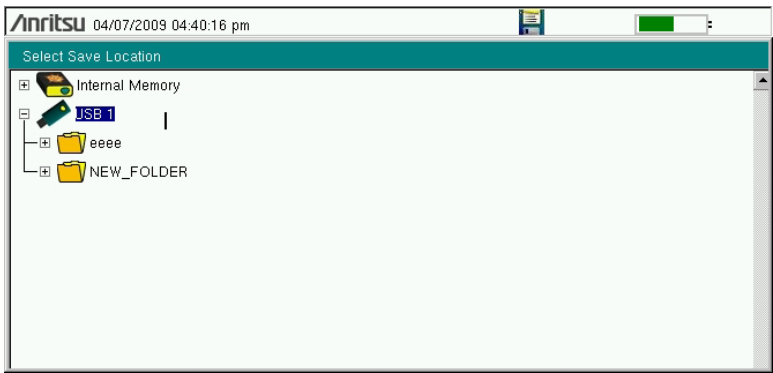 Anritsu 04/07/2009 04:40:16 pm
Select Save Location
Internal Memory
USB 1
eeee
NEW_FOLDER